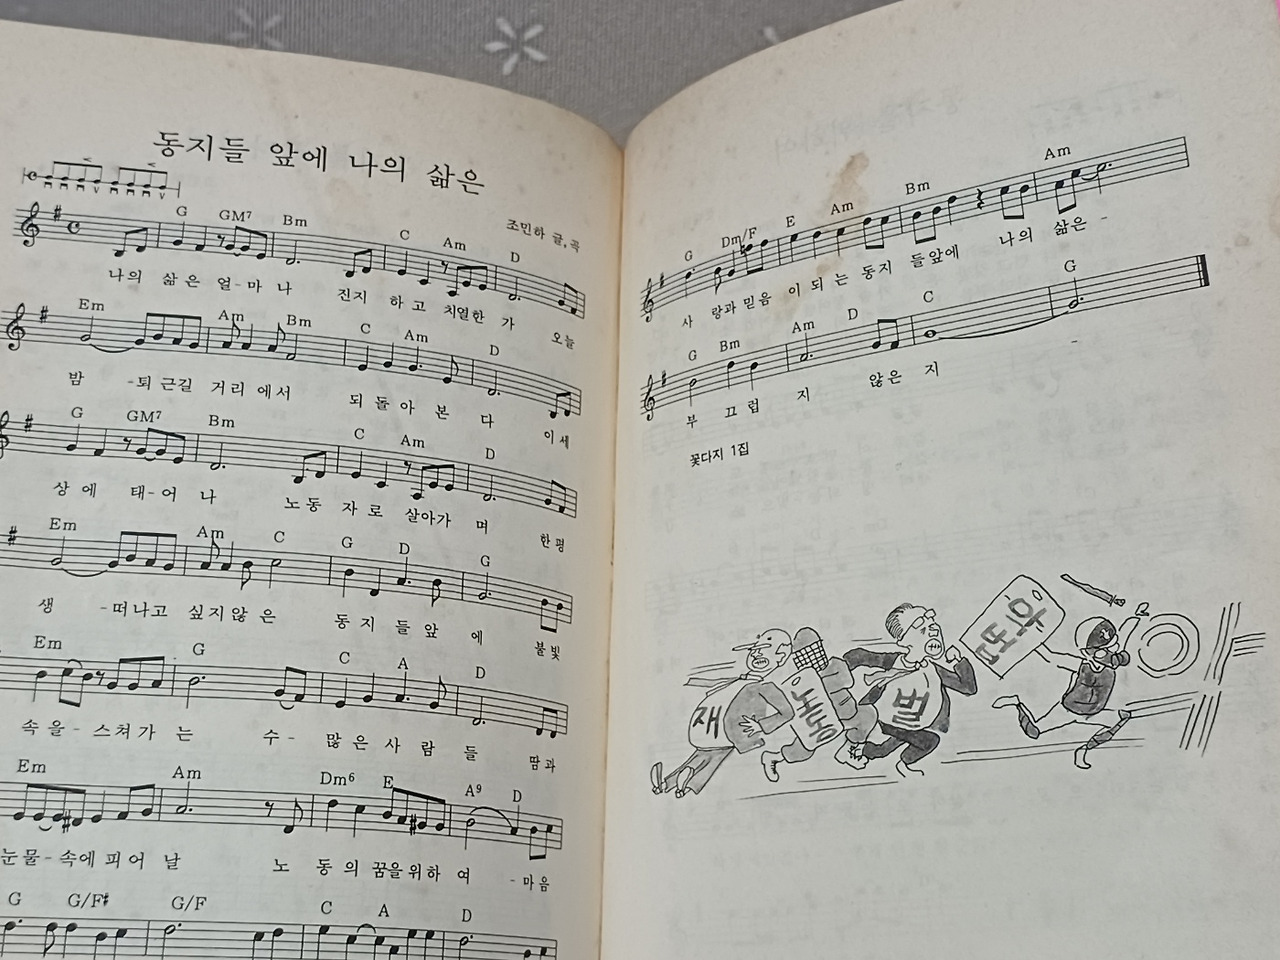 동지들 앞에 나의 삶은
조민하 글,곡
G GM7 Bm C Am D
나의 삶은 얼-마나 진지 하고 치열한 가 오늘
Em Am Bm C Am D
밤 -퇴근길 거리에서 되돌아 본 다 이세
G GM7 Bm C Am D
상에 태-어 나 노동 자로 살아가 며 한평
Em Am C G D G
생 -떠나고 싶지않은 동지 들앞 에 불빛
Em G C A D
속을- 스쳐가 는 수- 많은 사람 들 땀과
Em Am Dm6 E A9 D
눈물-속에 피어 날 노 동의 꿈을위하 여 -마음
G G/F# G/F C A D
G Dm/F E Am Bm Am
사 랑과 믿음 이 되는 동지 들앞에 나의 삶은 -
G Bm Am D C G
부 끄럽 지 않은 지 -
꽃다지 1집
재 노동 벌 악법